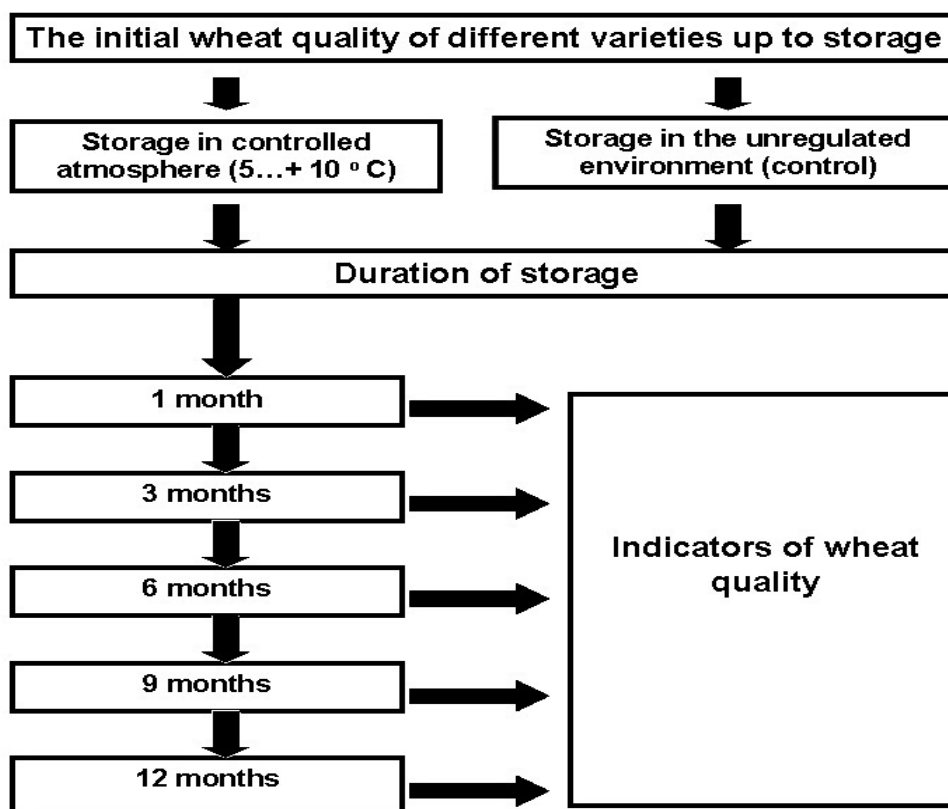 The initial wheat quality of different varieties up to storage
Storage in controlled
atmosphere (5…+ 10 º C)
Storage in the unregulated
environment (control)
Duration of storage
1 month
3 months
6 months
9 months
12 months
Indicators of wheat
quality